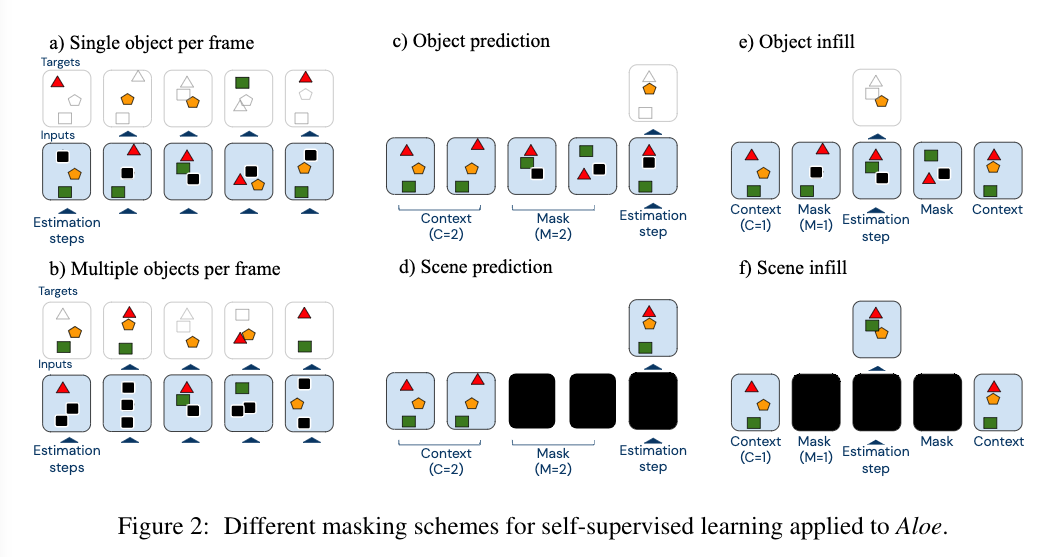 a) Single object per frame
Targets
Inputs
Estimation
steps
b) Multiple objects per frame
Targets
Inputs
Estimation
steps
c) Object prediction
Context
(C=2)
Mask
(M=2)
Estimation
step
d) Scene prediction
Context
(C=2)
Mask
(M=2)
Estimation
step
e) Object infill
Context
(C=1)
Mask
(M=1)
Estimation
step
Mask
Context
f) Scene infill
Context
(C=1)
Mask
(M=1)
Estimation
step
Mask
Context
Figure 2: Different masking schemes for self-supervised learning applied to Aloe.